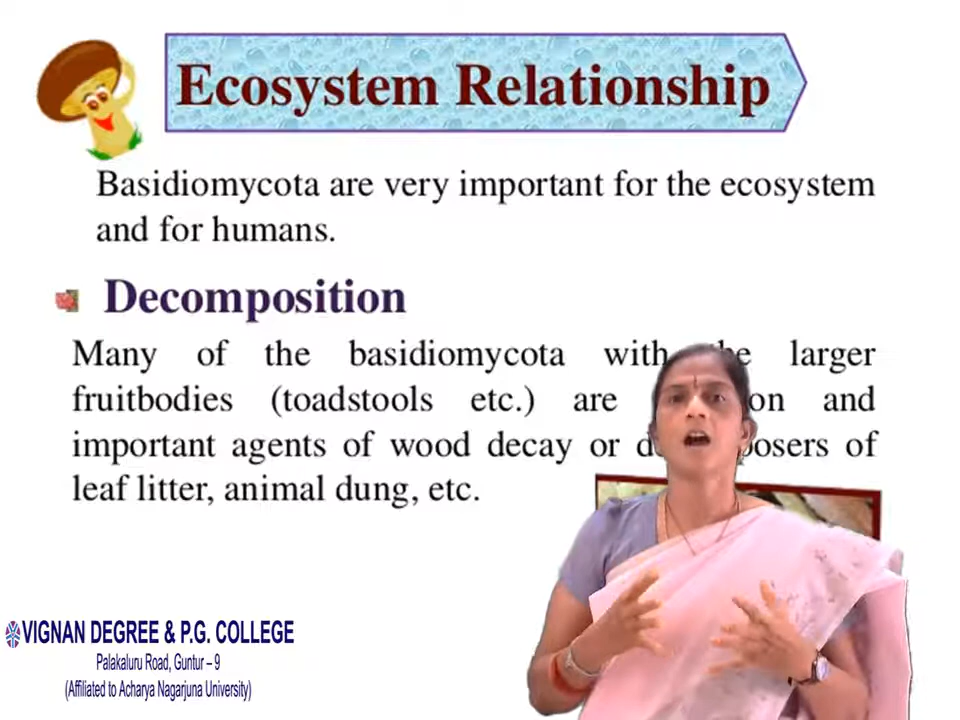 Ecosystem Relationship
Basidiomycota are very important for the ecosystem
and for humans.
Decomposition
Many of the basidiomycota with the larger
fruitbodies (toadstools etc.) are and
important agents of wood decay or of
leaf litter, animal dung, etc.
VIGNAN DEGREE & P.G. COLLEGE
Palakaluru Road, Guntur – 9
(Affiliated to Acharya Nagarjuna University)